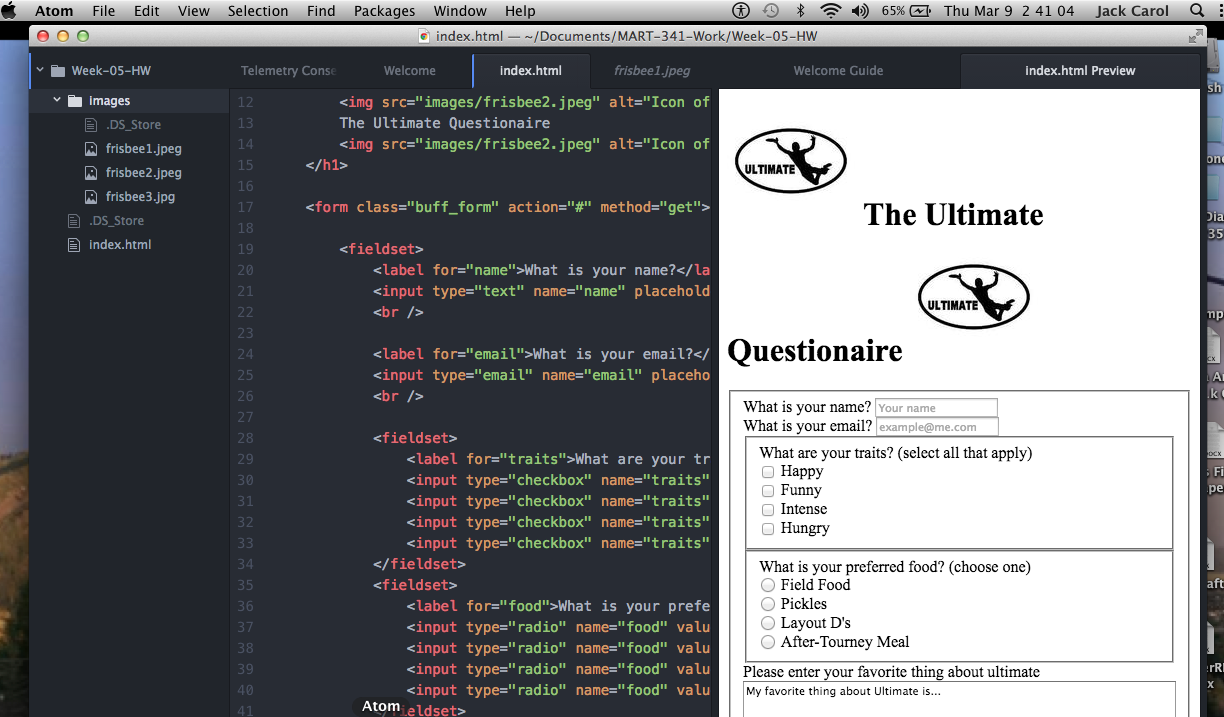 Atom File Edit View Selection Find Packages Window Help 65% Thu Mar 9 2 41 04 Jack Carol
index.html — ~/Documents/MART-341-Work/Week-05-HW
Week-05-HW
images
.DS_Store
frisbee1.jpeg
frisbee2.jpeg
frisbee3.jpg
.DS_Store
index.html
Telemetry Conse Welcome index.html frisbee1.jpeg Welcome Guide index.html Preview
12 <img src="images/frisbee2.jpeg" alt="Icon of
13 The Ultimate Questionaire
14 <img src="images/frisbee2.jpeg" alt="Icon of
15 </h1>
16
17 <form class="buff_form" action="#" method="get">
18
19 <fieldset>
20 <label for="name">What is your name?</la
21 <input type="text" name="name" placehold
22 <br />
23
24 <label for="email">What is your email?</
25 <input type="email" name="email" placeho
26 <br />
27
28 <fieldset>
29 <label for="traits">What are your tr
30 <input type="checkbox" name="traits"
31 <input type="checkbox" name="traits"
32 <input type="checkbox" name="traits"
33 <input type="checkbox" name="traits"
34 </fieldset>
35 <fieldset>
36 <label for="food">What is your prefe
37 <input type="radio" name="food" valu
38 <input type="radio" name="food" valu
39 <input type="radio" name="food" valu
40 <input type="radio" name="food" valu
41 </fieldset>
Atom
ULTIMATE
The Ultimate
ULTIMATE
Questionaire
What is your name? Your name
What is your email? example@me.com
What are your traits? (select all that apply)
Happy
Funny
Intense
Hungry
What is your preferred food? (choose one)
Field Food
Pickles
Layout D's
After-Tourney Meal
Please enter your favorite thing about ultimate
My favorite thing about Ultimate is...